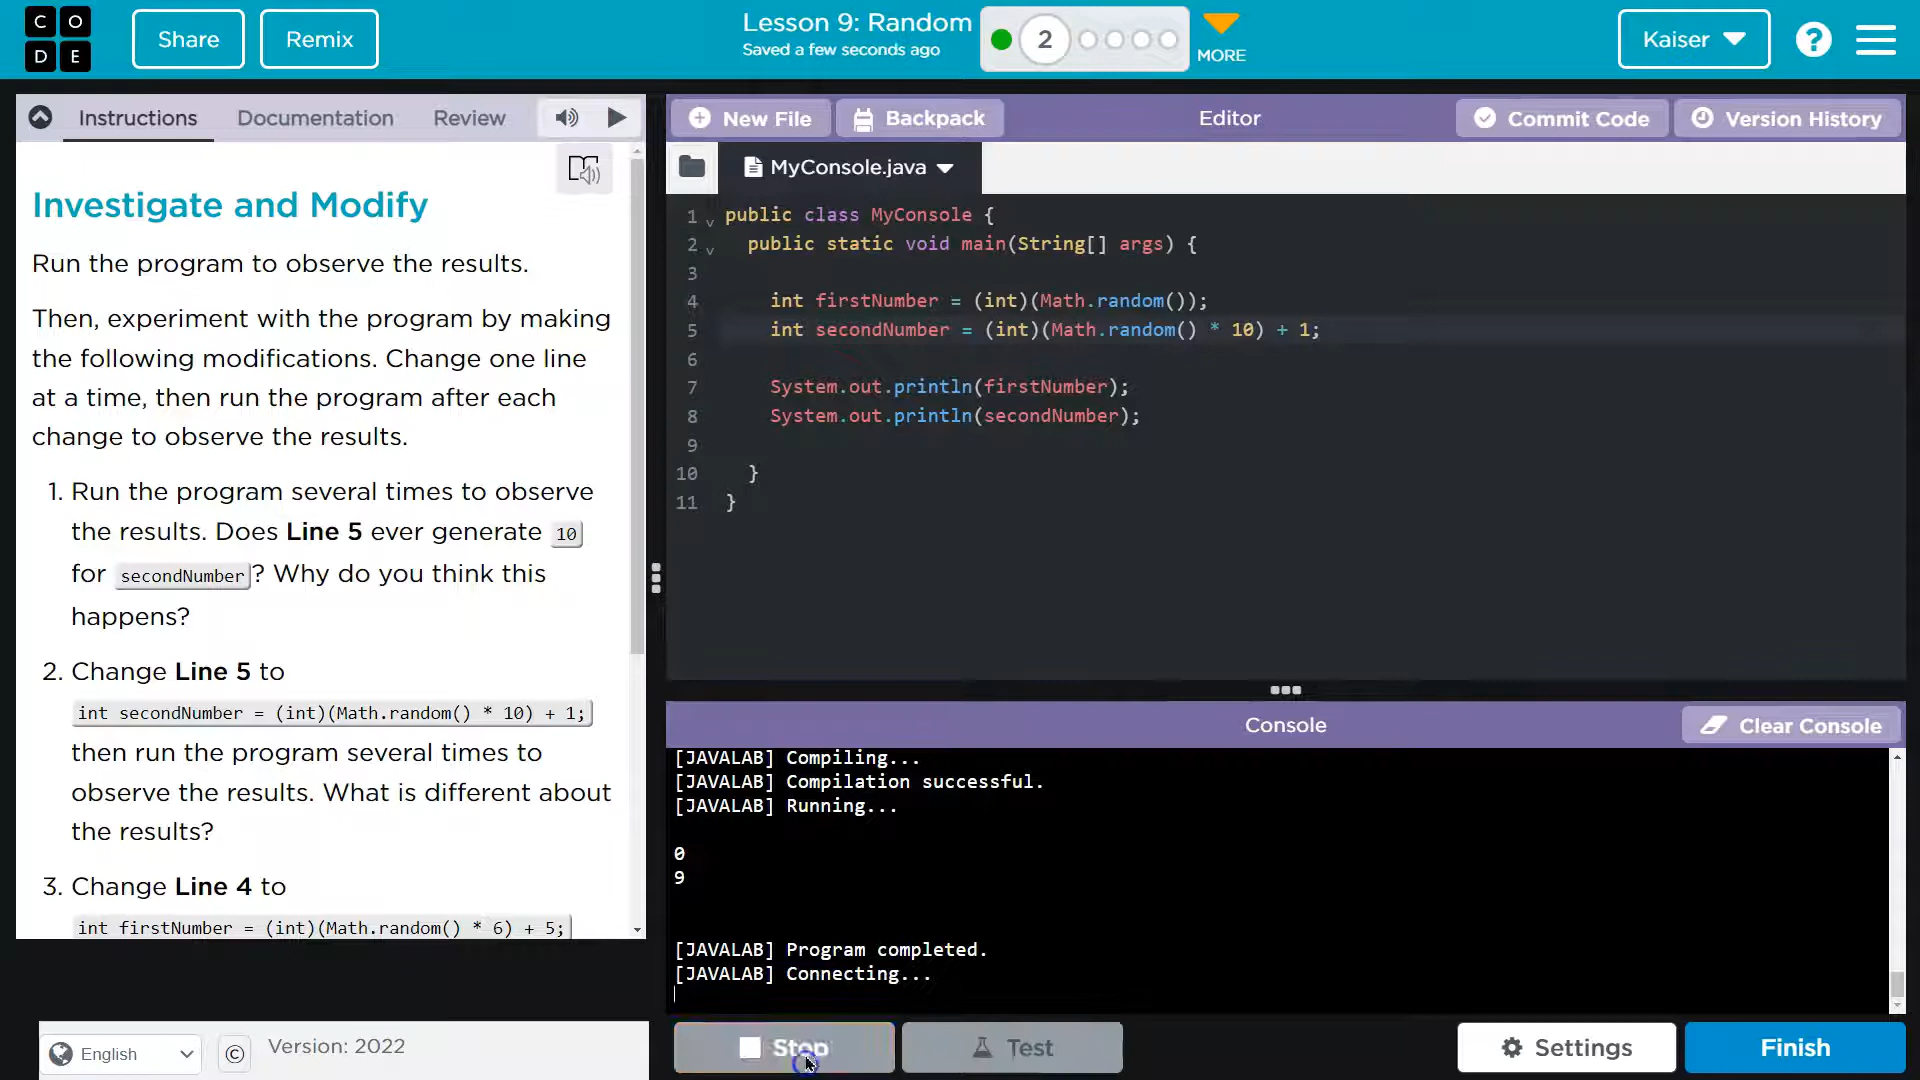 C O
D E
Share
Remix
Lesson 9: Random
Saved a few seconds ago
2
MORE
Kaiser
?
Instructions
Documentation
Review
New File
Backpack
Editor
Commit Code
Version History
MyConsole.java
Investigate and Modify
Run the program to observe the results.
Then, experiment with the program by making
the following modifications. Change one line
at a time, then run the program after each
change to observe the results.
1. Run the program several times to observe
the results. Does Line 5 ever generate 10
for secondNumber? Why do you think this
happens?
2. Change Line 5 to
int secondNumber = (int)(Math.random() * 10) + 1;
then run the program several times to
observe the results. What is different about
the results?
3. Change Line 4 to
int firstNumber = (int)(Math.random() * 6) + 5;
1 public class MyConsole {
2 public static void main(String[] args) {
3
4 int firstNumber = (int)(Math.random());
5 int secondNumber = (int)(Math.random() * 10) + 1;
6
7 System.out.println(firstNumber);
8 System.out.println(secondNumber);
9
10 }
11 }
Console
Clear Console
[JAVALAB] Compiling...
[JAVALAB] Compilation successful.
[JAVALAB] Running...
0
9
[JAVALAB] Program completed.
[JAVALAB] Connecting...
English
©
Version: 2022
Stop
Test
Settings
Finish